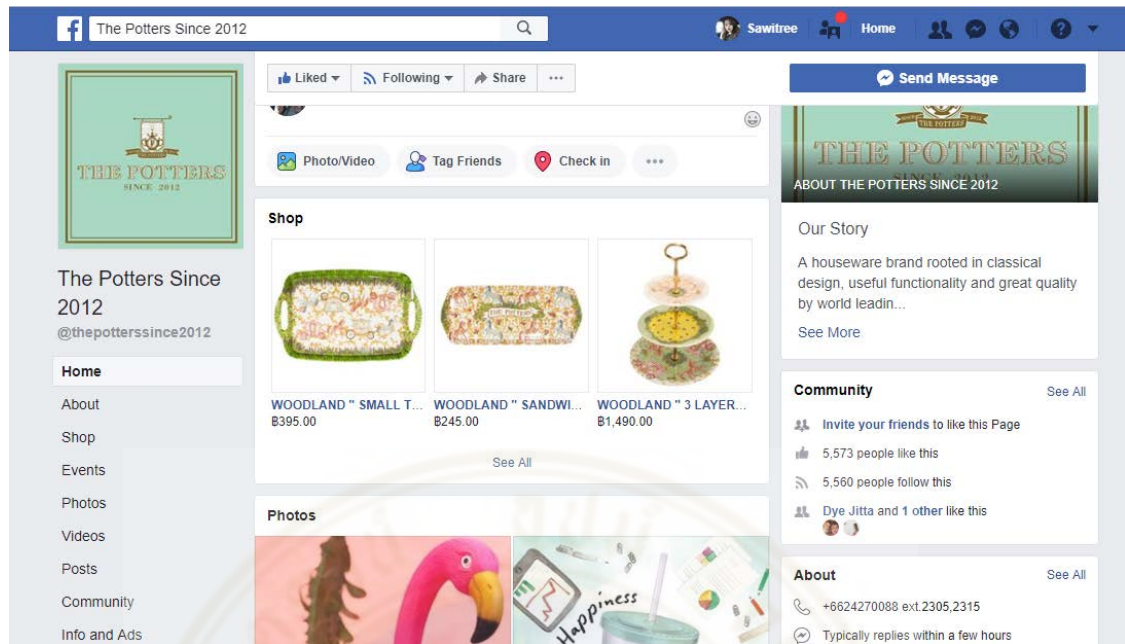 The Potters Since 2012
Sawitree
Home
THE POTTERS
SINCE 2012
The Potters Since
2012
@thepotterssince2012
Home
About
Shop
Events
Photos
Videos
Posts
Community
Info and Ads
Liked
Following
Share
Send Message
Photo/Video
Tag Friends
Check in
Shop
THE POTTERS
WOODLAND " SMALL T...
฿395.00
WOODLAND " SANDWI...
฿245.00
WOODLAND " 3 LAYER...
฿1,490.00
See All
Photos
Happiness
THE POTTERS
THE POTTERS
SINCE 2012
ABOUT THE POTTERS SINCE 2012
Our Story
A houseware brand rooted in classical
design, useful functionality and great quality
by world leadin...
See More
Community See All
Invite your friends to like this Page
5,573 people like this
5,560 people follow this
Dye Jitta and 1 other like this
About See All
+6624270088 ext.2305,2315
Typically replies within a few hours